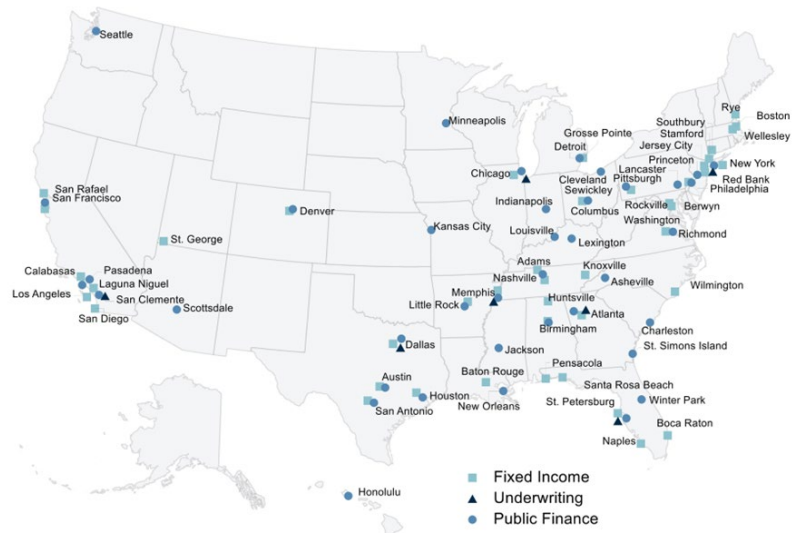 Seattle
Minneapolis
Rye
Boston
Southbury
Stamford
Wellesley
Grosse Pointe
Detroit
Jersey City
Princeton
New York
Chicago
Cleveland
Lancaster
Pittsburgh
Red Bank
Sewickley
Philadelphia
San Rafael
San Francisco
Denver
Indianapolis
Columbus
Rockville
Berwyn
Washington
Richmond
Kansas City
Louisville
Lexington
St. George
Adams
Knoxville
Calabasas
Pasadena
Nashville
Asheville
Laguna Niguel
Los Angeles
San Clemente
Memphis
Wilmington
Huntsville
San Diego
Scottsdale
Little Rock
Atlanta
Birmingham
Charleston
Dallas
Jackson
St. Simons Island
Pensacola
Baton Rouge
Austin
Santa Rosa Beach
Houston
New Orleans
St. Petersburg
Winter Park
San Antonio
Boca Raton
Naples
Honolulu
Fixed Income
Underwriting
Public Finance